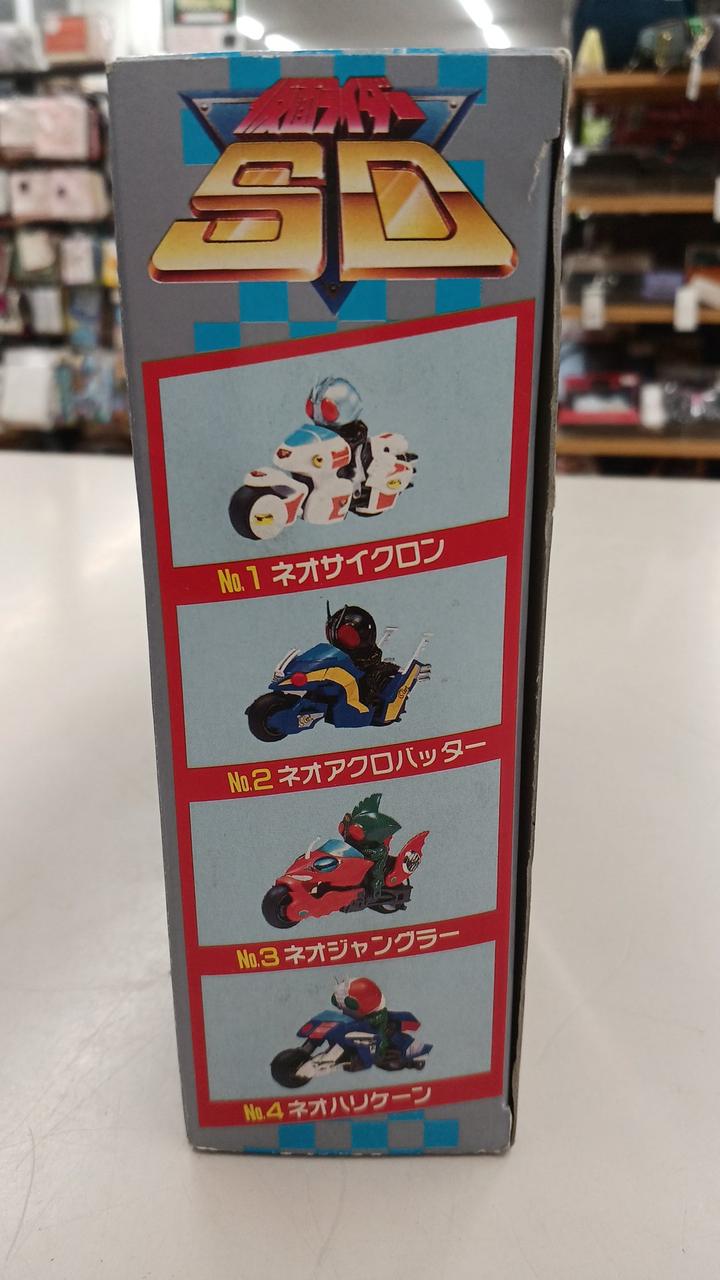 仮面ライダー
SD
No.1 ネオサイクロン
No.2 ネオアクロバッター
No.3 ネオジャングラー
No.4 ネオハリケーン